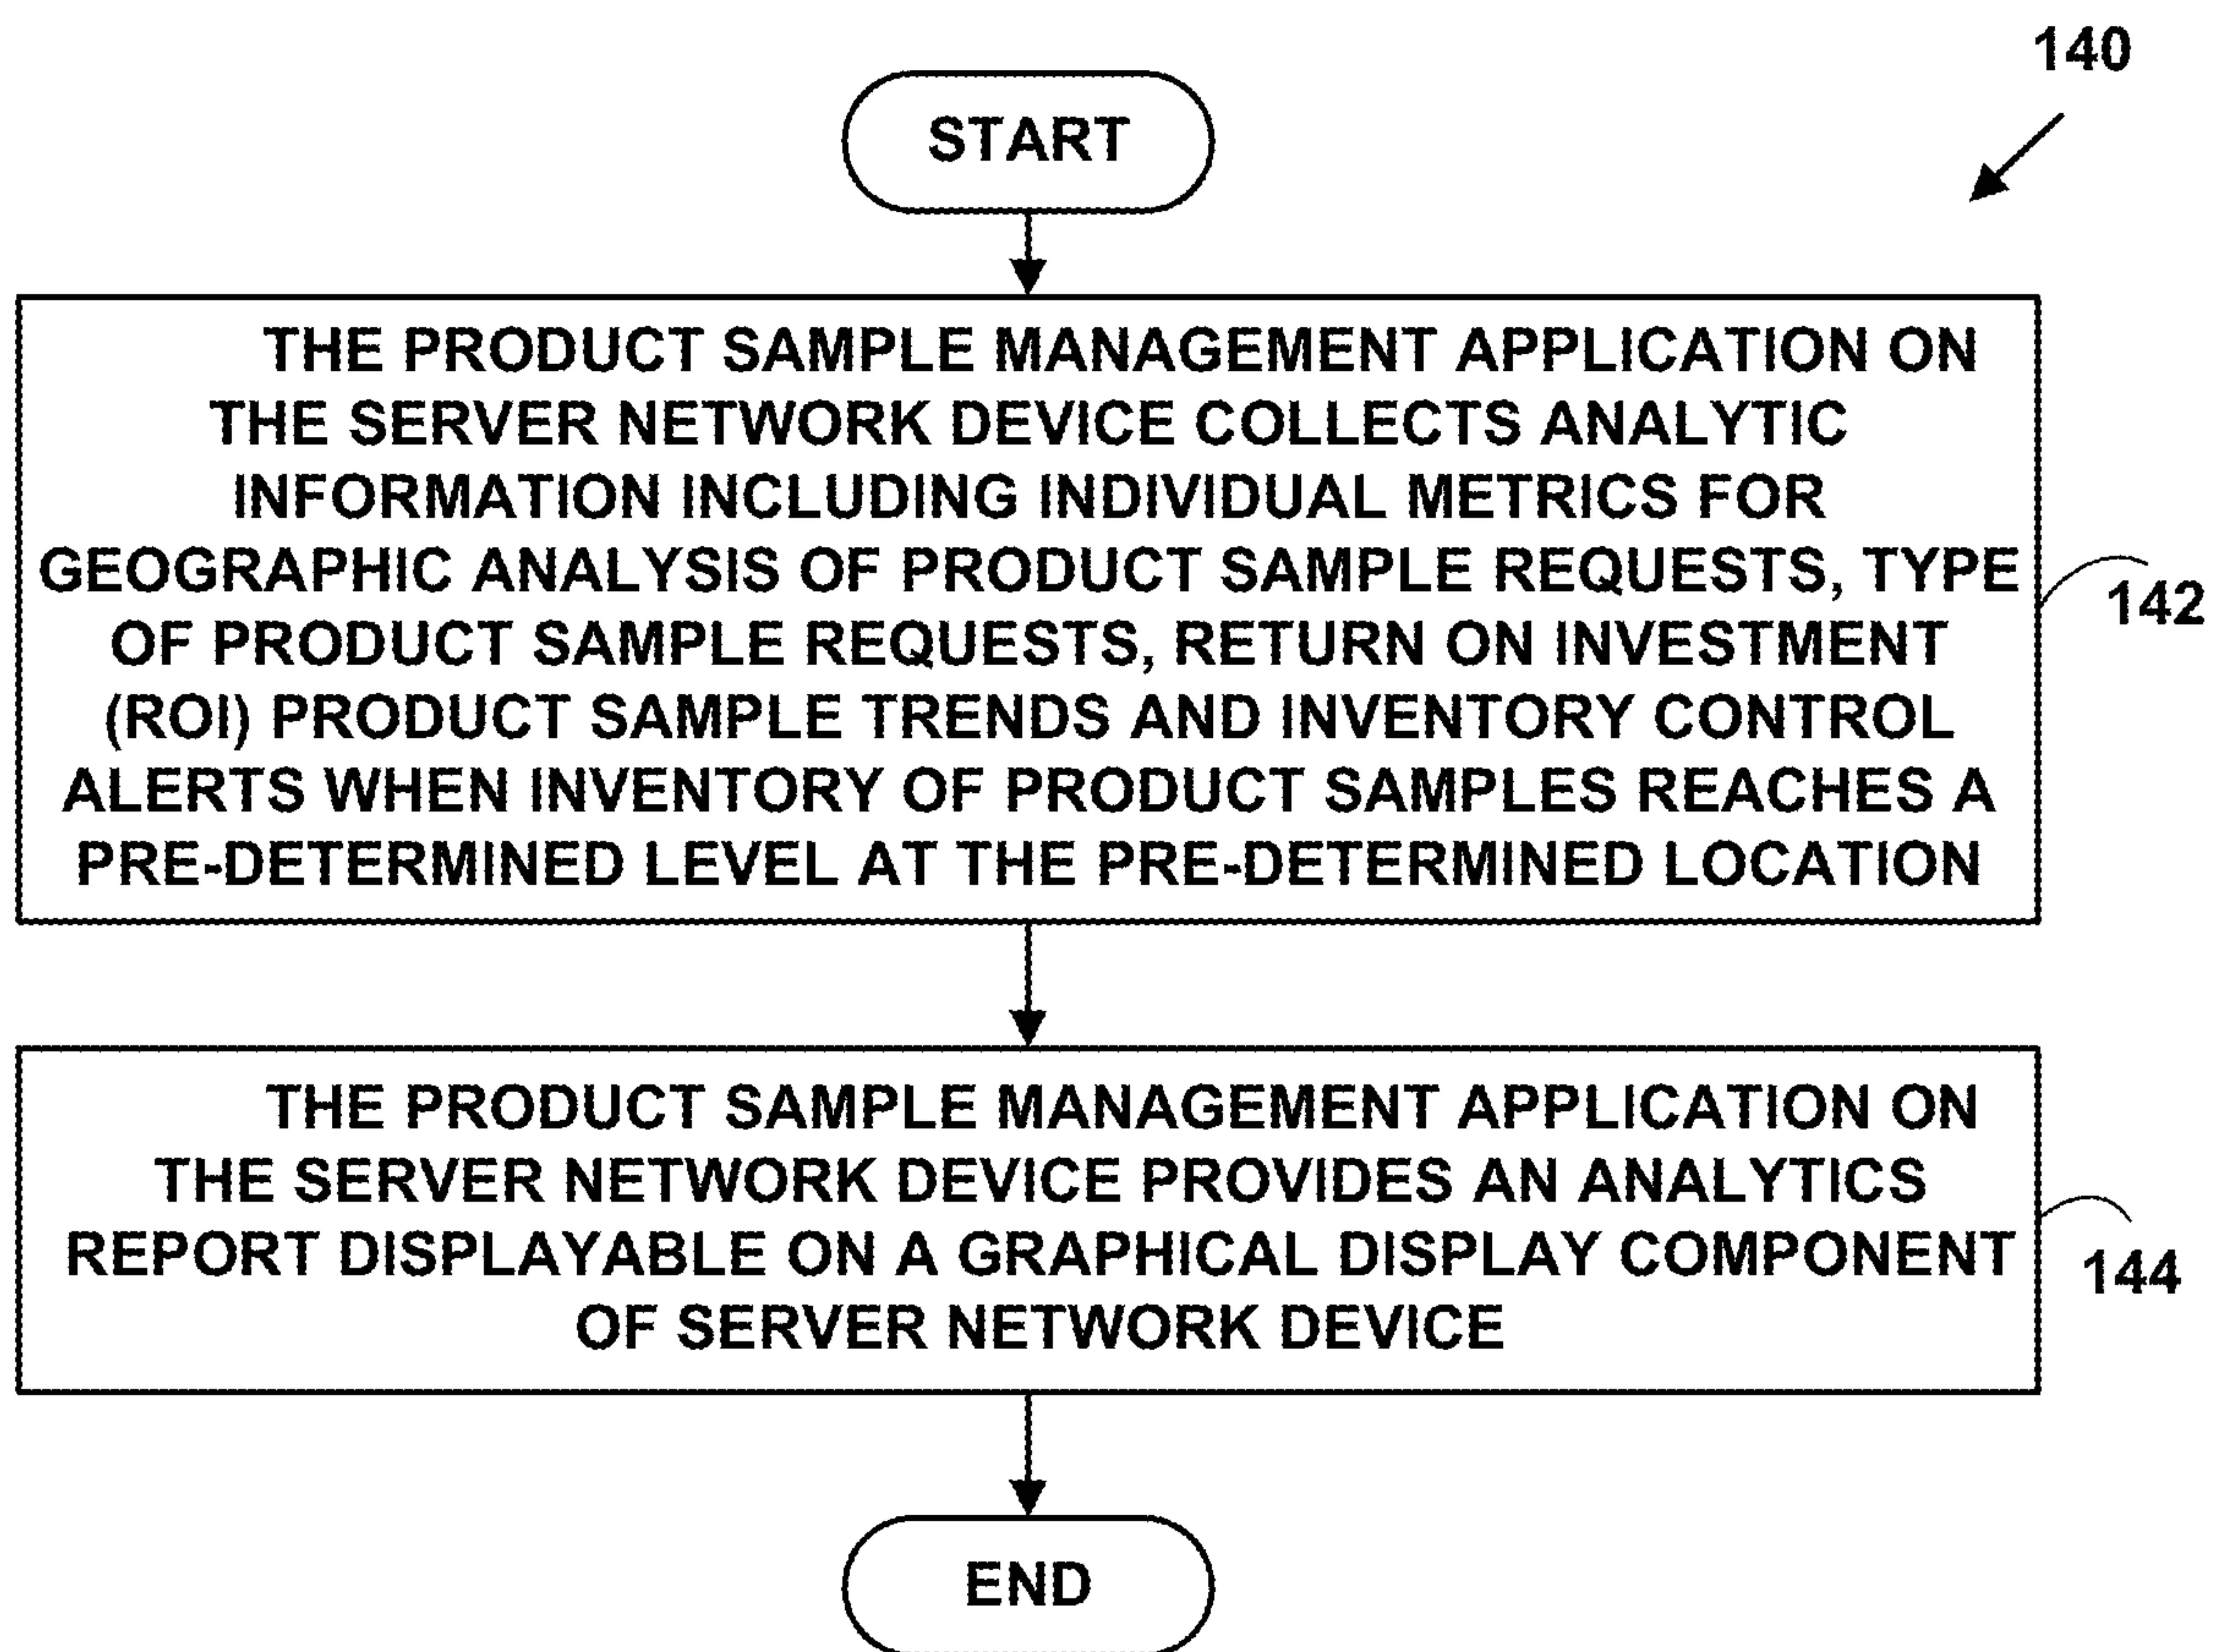 140
START
THE PRODUCT SAMPLE MANAGEMENT APPLICATION ON
THE SERVER NETWORK DEVICE COLLECTS ANALYTIC
INFORMATION INCLUDING INDIVIDUAL METRICS FOR
GEOGRAPHIC ANALYSIS OF PRODUCT SAMPLE REQUESTS, TYPE
OF PRODUCT SAMPLE REQUESTS, RETURN ON INVESTMENT
(ROI) PRODUCT SAMPLE TRENDS AND INVENTORY CONTROL
ALERTS WHEN INVENTORY OF PRODUCT SAMPLES REACHES A
PRE-DETERMINED LEVEL AT THE PRE-DETERMINED LOCATION
142
THE PRODUCT SAMPLE MANAGEMENT APPLICATION ON
THE SERVER NETWORK DEVICE PROVIDES AN ANALYTICS
REPORT DISPLAYABLE ON A GRAPHICAL DISPLAY COMPONENT
OF SERVER NETWORK DEVICE
144
END